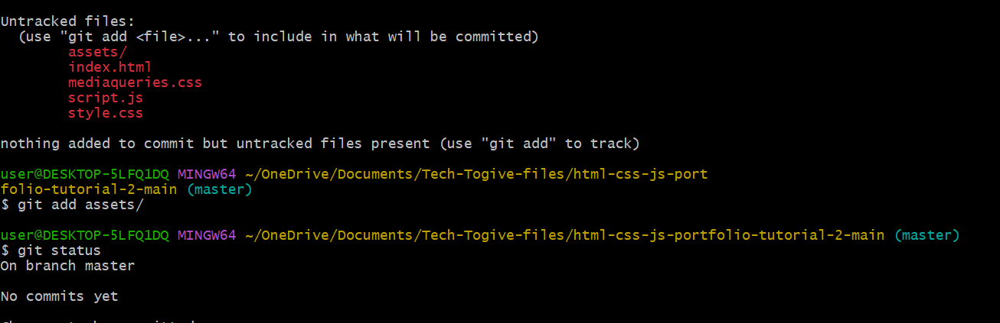 Untracked files:
  (use "git add <file>..." to include in what will be committed)
        assets/
        index.html
        mediaqueries.css
        script.js
        style.css
nothing added to commit but untracked files present (use "git add" to track)
user@DESKTOP-5LFQ1DQ MINGW64 ~/OneDrive/Documents/Tech-Togive-files/html-css-js-port
folio-tutorial-2-main (master)
$ git add assets/
user@DESKTOP-5LFQ1DQ MINGW64 ~/OneDrive/Documents/Tech-Togive-files/html-css-js-portfolio-tutorial-2-main (master)
$ git status
On branch master
No commits yet